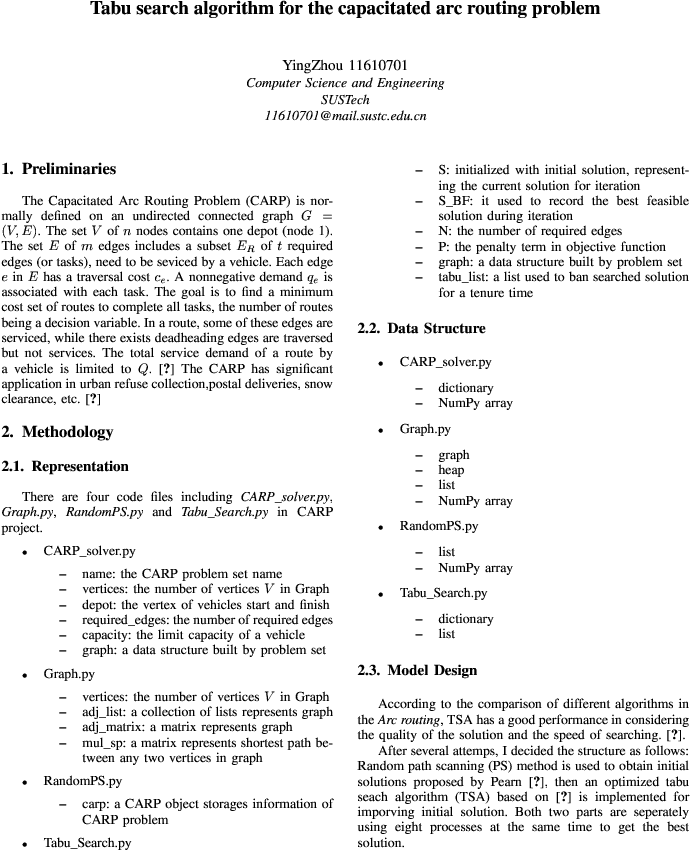 Tabu search algorithm for the capacitated arc routing problem
YingZhou 11610701
Computer Science and Engineering
SUSTech
11610701@mail.sustc.edu.cn
1. Preliminaries
The Capacitated Arc Routing Problem (CARP) is nor-
mally defined on an undirected connected graph G =
(V, E). The set V of n nodes contains one depot (node 1).
The set E of m edges includes a subset E_R of t required
edges (or tasks), need to be seviced by a vehicle. Each edge
e in E has a traversal cost c_e. A nonnegative demand q_e is
associated with each task. The goal is to find a minimum
cost set of routes to complete all tasks, the number of routes
being a decision variable. In a route, some of these edges are
serviced, while there exists deadheading edges are traversed
but not services. The total service demand of a route by
a vehicle is limited to Q. [?] The CARP has significant
application in urban refuse collection,postal deliveries, snow
clearance, etc. [?]
2. Methodology
2.1. Representation
There are four code files including CARP_solver.py,
Graph.py, RandomPS.py and Tabu_Search.py in CARP
project.
• CARP_solver.py
– name: the CARP problem set name
– vertices: the number of vertices V in Graph
– depot: the vertex of vehicles start and finish
– required_edges: the number of required edges
– capacity: the limit capacity of a vehicle
– graph: a data structure built by problem set
• Graph.py
– vertices: the number of vertices V in Graph
– adj_list: a collection of lists represents graph
– adj_matrix: a matrix represents graph
– mul_sp: a matrix represents shortest path be-
tween any two vertices in graph
• RandomPS.py
– carp: a CARP object storages information of
CARP problem
• Tabu_Search.py
– S: initialized with initial solution, represent-
ing the current solution for iteration
– S_BF: it used to record the best feasible
solution during iteration
– N: the number of required edges
– P: the penalty term in objective function
– graph: a data structure built by problem set
– tabu_list: a list used to ban searched solution
for a tenure time
2.2. Data Structure
• CARP_solver.py
– dictionary
– NumPy array
• Graph.py
– graph
– heap
– list
– NumPy array
• RandomPS.py
– list
– NumPy array
• Tabu_Search.py
– dictionary
– list
2.3. Model Design
According to the comparison of different algorithms in
the Arc routing, TSA has a good performance in considering
the quality of the solution and the speed of searching. [?].
After several attemps, I decided the structure as follows:
Random path scanning (PS) method is used to obtain initial
solutions proposed by Pearn [?], then an optimized tabu
seach algorithm (TSA) based on [?] is implemented for
imporving initial solution. Both two parts are seperately
using eight processes at the same time to get the best
solution.